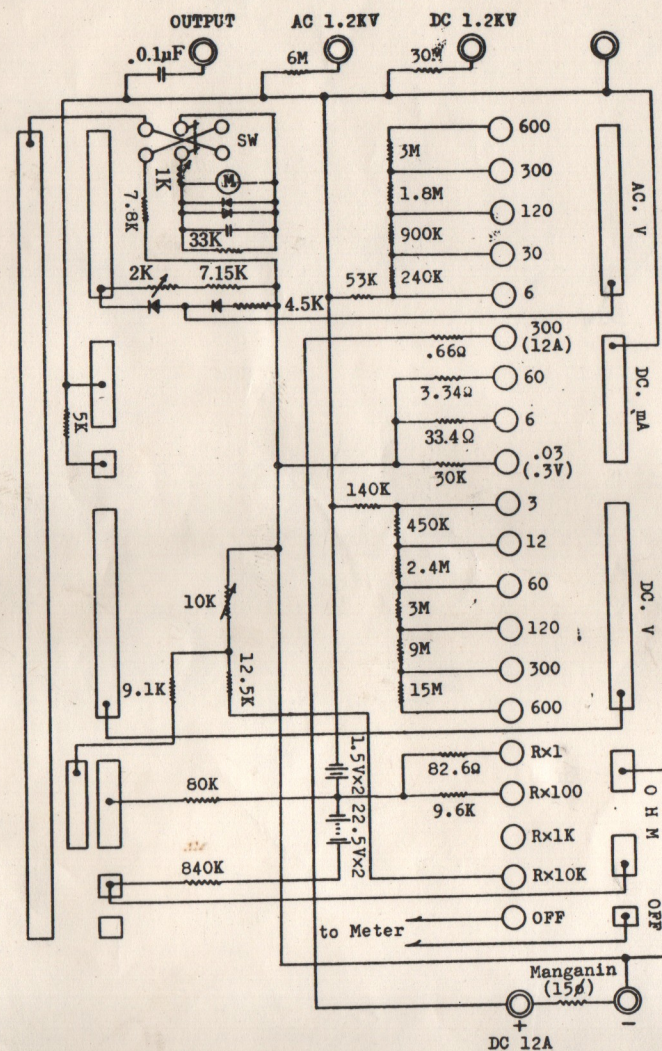 OUTPUT AC 1.2KV DC 1.2KV
.0.1µF
6M
30M
SW
1K
M
7.8K
33K
2K 7.15K
4.5K
5K
600
3M
300
1.8M
120
900K
30
53K 240K
6
AC. V
300
(12A)
.66Ω
60
3.34Ω
6
33.4Ω
.03
(.3V)
30K
DC. mA
140K
3
450K
12
2.4M
60
3M
120
9M
300
15M
600
DC. V
10K
12.5K
9.1K
1.5V×2
22.5V×2
80K
840K
R×1
82.6Ω
R×100
9.6K
R×1K
R×10K
OHM
OFF
OFF
to Meter
Manganin
(15ø)
+ -
DC 12A